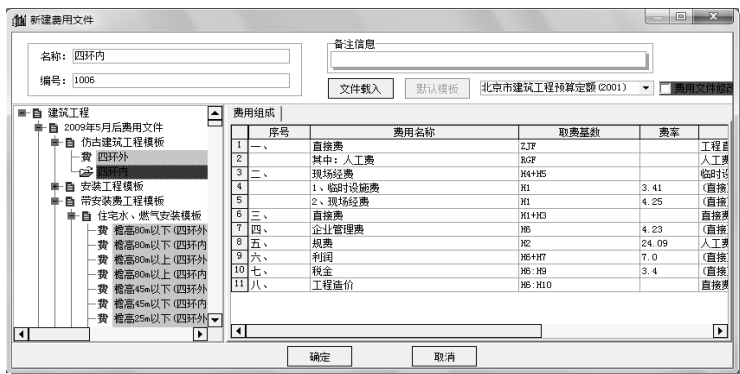 新建费用文件
名称: 四环内
编号: 1006
备注信息
文件载入 默认模板 北京市建筑工程预算定额(2001) 费用文件修改
建筑工程
2009年5月后费用文件
仿古建筑工程模板
费 四环外
四环内
安装工程模板
带安装费工程模板
住宅水、燃气安装模板
费 檐高80m以下(四环外
费 檐高80m以下(四环内
费 檐高80m以上(四环外
费 檐高80m以上(四环内
费 檐高45m以下(四环外
费 檐高45m以下(四环内
费 檐高25m以下(四环外
费用组成
序号 费用名称 取费基数 费率
1 一、 直接费 ZJF 工程直
2 其中:人工费 RGF 人工费
3 二、 现场经费 H4+H5 临时设
4 1、临时设施费 H1 3.41 (直接
5 2、现场经费 H1 4.25 (直接
6 三、 直接费 H1+H3 直接费
7 四、 企业管理费 H6 4.23 (直接
8 五、 规费 H2 24.09 人工费
9 六、 利润 H6+H7 7.0 (直接
10 七、 税金 H6:H9 3.4 (直接
11 八、 工程造价 H6:H10 直接费
确定 取消